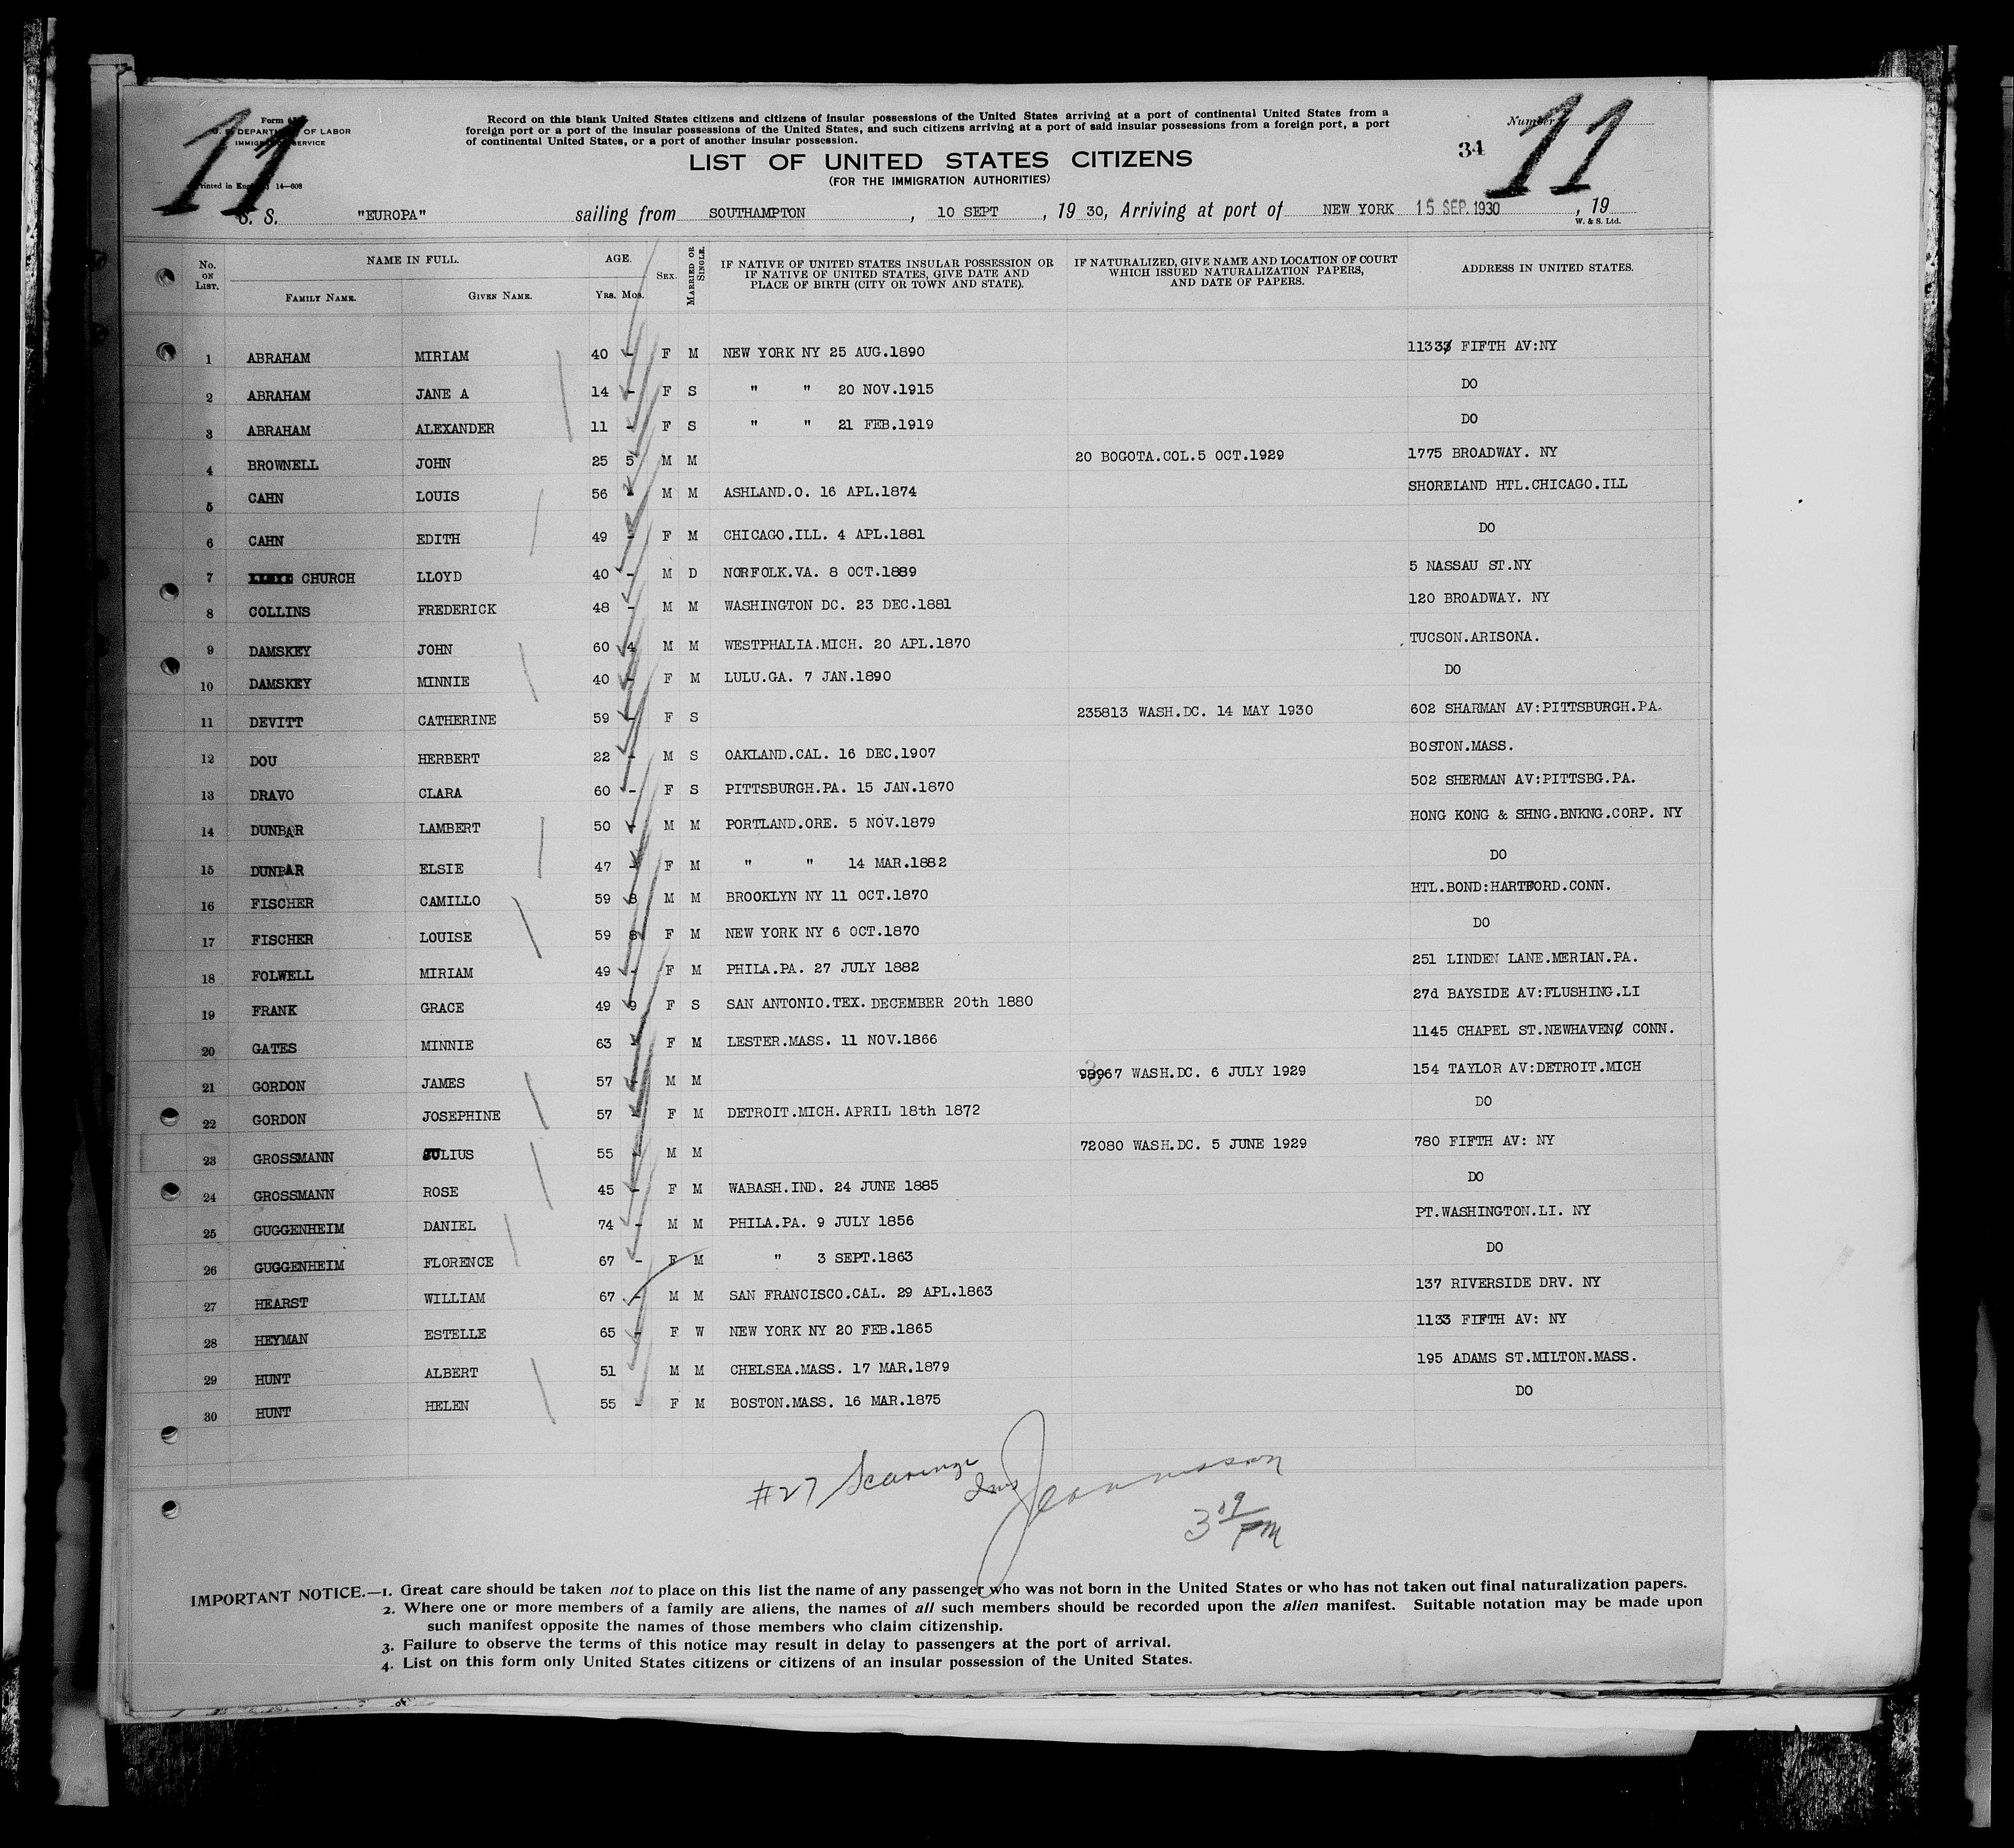 11
Form
U. S. DEPARTMENT OF LABOR
IMMIGRATION SERVICE
Printed in England 14—608
Record on this blank United States citizens and citizens of insular possessions of the United States arriving at a port of continental United States from a
foreign port or a port of the insular possessions of the United States, and such citizens arriving at a port of said insular possessions from a foreign port, a port
of continental United States, or a port of another insular possession.
Number
34
11
LIST OF UNITED STATES CITIZENS
(FOR THE IMMIGRATION AUTHORITIES)
S. S. "EUROPA" sailing from SOUTHAMPTON, 10 SEPT, 19 30, Arriving at port of NEW YORK 15 SEP. 1930, 19
W. & S. Ltd.
No. ON LIST. NAME IN FULL. FAMILY NAME. GIVEN NAME. AGE. YRS. MOS. SEX. MARRIED OR SINGLE. IF NATIVE OF UNITED STATES INSULAR POSSESSION OR IF NATIVE OF UNITED STATES, GIVE DATE AND PLACE OF BIRTH (CITY OR TOWN AND STATE). IF NATURALIZED, GIVE NAME AND LOCATION OF COURT WHICH ISSUED NATURALIZATION PAPERS, AND DATE OF PAPERS. ADDRESS IN UNITED STATES.
1 ABRAHAM MIRIAM 40 - F M NEW YORK NY 25 AUG.1890 1133 FIFTH AV:NY
2 ABRAHAM JANE A 14 - F S " " 20 NOV.1915 DO
3 ABRAHAM ALEXANDER 11 - F S " " 21 FEB.1919 DO
4 BROWNELL JOHN 25 5 M M 20 BOGOTA.COL.5 OCT.1929 1775 BROADWAY. NY
5 CAHN LOUIS 56 - M M ASHLAND.O. 16 APL.1874 SHORELAND HTL.CHICAGO.ILL
6 CAHN EDITH 49 - F M CHICAGO.ILL. 4 APL.1881 DO
7 CHURCH LLOYD 40 - M D NORFOLK.VA. 8 OCT.1889 5 NASSAU ST.NY
8 COLLINS FREDERICK 48 - M M WASHINGTON DC. 23 DEC.1881 120 BROADWAY. NY
9 DAMSKEY JOHN 60 4 M M WESTPHALIA.MICH. 20 APL.1870 TUCSON.ARISONA.
10 DAMSKEY MINNIE 40 - F M LULU.GA. 7 JAN.1890 DO
11 DEVITT CATHERINE 59 - F S 235813 WASH.DC. 14 MAY 1930 602 SHARMAN AV:PITTSBURGH.PA.
12 DOU HERBERT 22 - M S OAKLAND.CAL. 16 DEC.1907 BOSTON.MASS.
13 DRAVO CLARA 60 - F S PITTSBURGH.PA. 15 JAN.1870 502 SHERMAN AV:PITTSBG.PA.
14 DUNBAR LAMBERT 50 - M M PORTLAND.ORE. 5 NOV.1879 HONG KONG & SHNG.BNKNG.CORP. NY
15 DUNBAR ELSIE 47 - F M " " 14 MAR.1882 DO
16 FISCHER CAMILLO 59 8 M M BROOKLYN NY 11 OCT.1870 HTL.BOND:HARTFORD.CONN.
17 FISCHER LOUISE 59 8 F M NEW YORK NY 6 OCT.1870 DO
18 FOLWELL MIRIAM 49 - F M PHILA.PA. 27 JULY 1882 251 LINDEN LANE.MERIAN.PA.
19 FRANK GRACE 49 9 F S SAN ANTONIO.TEX. DECEMBER 20th 1880 27d BAYSIDE AV:FLUSHING.LI
20 GATES MINNIE 63 - F M LESTER.MASS. 11 NOV.1866 1145 CHAPEL ST.NEWHAVEN CONN.
21 GORDON JAMES 57 - M M WASH.DC. 6 JULY 1929 154 TAYLOR AV:DETROIT.MICH
22 GORDON JOSEPHINE 57 - F M DETROIT.MICH.APRIL 18th 1872 DO
23 GROSSMANN JULIUS 55 - M M 72080 WASH.DC. 5 JUNE 1929 780 FIFTH AV: NY
24 GROSSMANN ROSE 45 - F M WABASH.IND. 24 JUNE 1885 DO
25 GUGGENHEIM DANIEL 74 - M M PHILA.PA. 9 JULY 1856 PT.WASHINGTON.LI. NY
26 GUGGENHEIM FLORENCE 67 - F M " 3 SEPT.1863 DO
27 HEARST WILLIAM 67 - M M SAN FRANCISCO.CAL. 29 APL.1863 137 RIVERSIDE DRV. NY
28 HEYMAN ESTELLE 65 - F W NEW YORK NY 20 FEB.1865 1133 FIFTH AV: NY
29 HUNT ALBERT 51 M M CHELSEA.MASS. 17 MAR.1879 195 ADAMS ST.MILTON.MASS.
30 HUNT HELEN 55 - F M BOSTON.MASS. 16 MAR.1875 DO
#27
3 09 PM
IMPORTANT NOTICE.—1. Great care should be taken not to place on this list the name of any passenger who was not born in the United States or who has not taken out final naturalization papers.
2. Where one or more members of a family are aliens, the names of all such members should be recorded upon the alien manifest. Suitable notation may be made upon
such manifest opposite the names of those members who claim citizenship.
3. Failure to observe the terms of this notice may result in delay to passengers at the port of arrival.
4. List on this form only United States citizens or citizens of an insular possession of the United States.